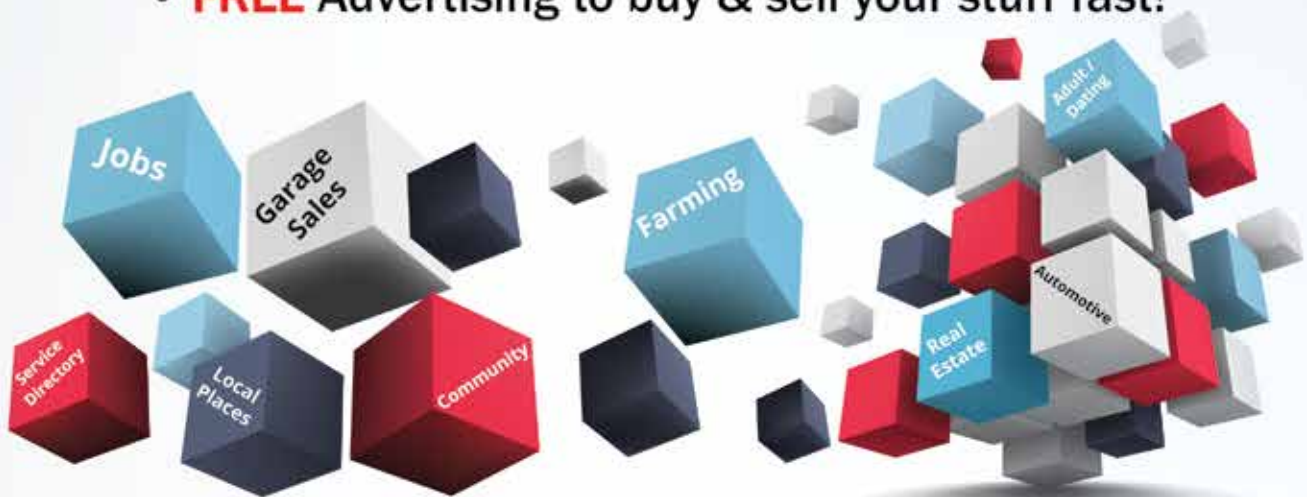 • FREE Advertising to buy & sell your stuff fast!
Jobs
Garage
Sales
Farming
Adult /
Dating
Automotive
Real
Estate
Service
Directory
Local
Places
Community